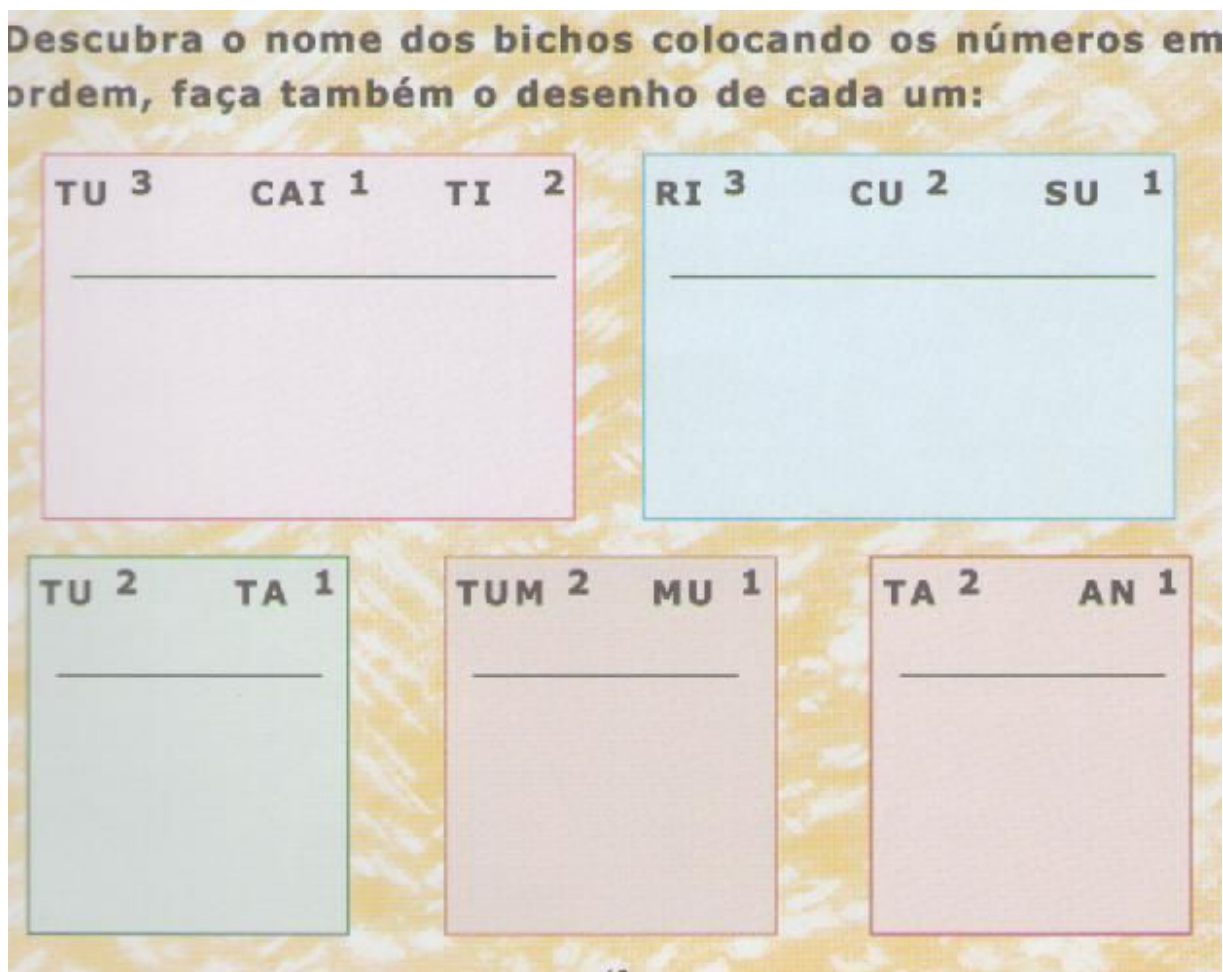 Descubra o nome dos bichos colocando os números em
ordem, faça também o desenho de cada um:
TU 3 CAI 1 TI 2
RI 3 CU 2 SU 1
TU 2 TA 1
TUM 2 MU 1
TA 2 AN 1